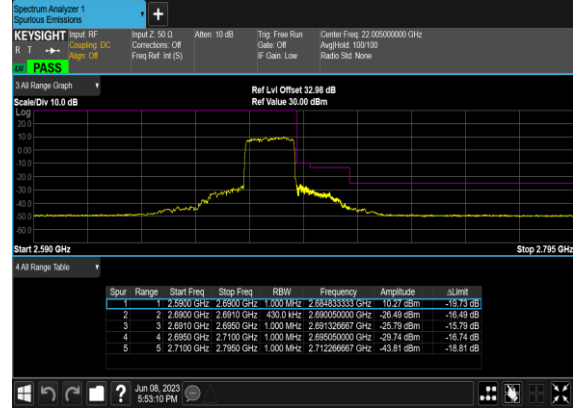 Spectrum Analyzer 1
Spurious Emissions
KEYSIGHT Input: RF Input Z: 50 Ω Atten: 10 dB Trig: Free Run Center Freq: 22.005000000 GHz
R T Coupling: DC Corrections: Off Gate: Off Avg|Hold: 100/100
Align: Off Freq Ref: Int (S) IF Gain: Low Radio Std: None
PASS
3 All Range Graph
Ref Lvl Offset 32.98 dB
Scale/Div 10.0 dB Ref Value 30.00 dBm
Log
20.0
10.0
0.00
-10.0
-20.0
-30.0
-40.0
-50.0
-60.0
Start 2.590 GHz Stop 2.795 GHz
4 All Range Table
Spur Range Start Freq Stop Freq RBW Frequency Amplitude ΔLimit
1 1 2.5900 GHz 2.6900 GHz 1.000 MHz 2.664833333 GHz 10.27 dBm -19.73 dB
2 2 2.6900 GHz 2.6910 GHz 430.0 kHz 2.690050000 GHz -26.49 dBm -16.49 dB
3 3 2.6910 GHz 2.6950 GHz 1.000 MHz 2.691326667 GHz -25.79 dBm -15.79 dB
4 4 2.6950 GHz 2.7100 GHz 1.000 MHz 2.695050000 GHz -29.74 dBm -16.74 dB
5 5 2.7100 GHz 2.7950 GHz 1.000 MHz 2.712266667 GHz -43.81 dBm -18.81 dB
Jun 08, 2023
5:53:10 PM